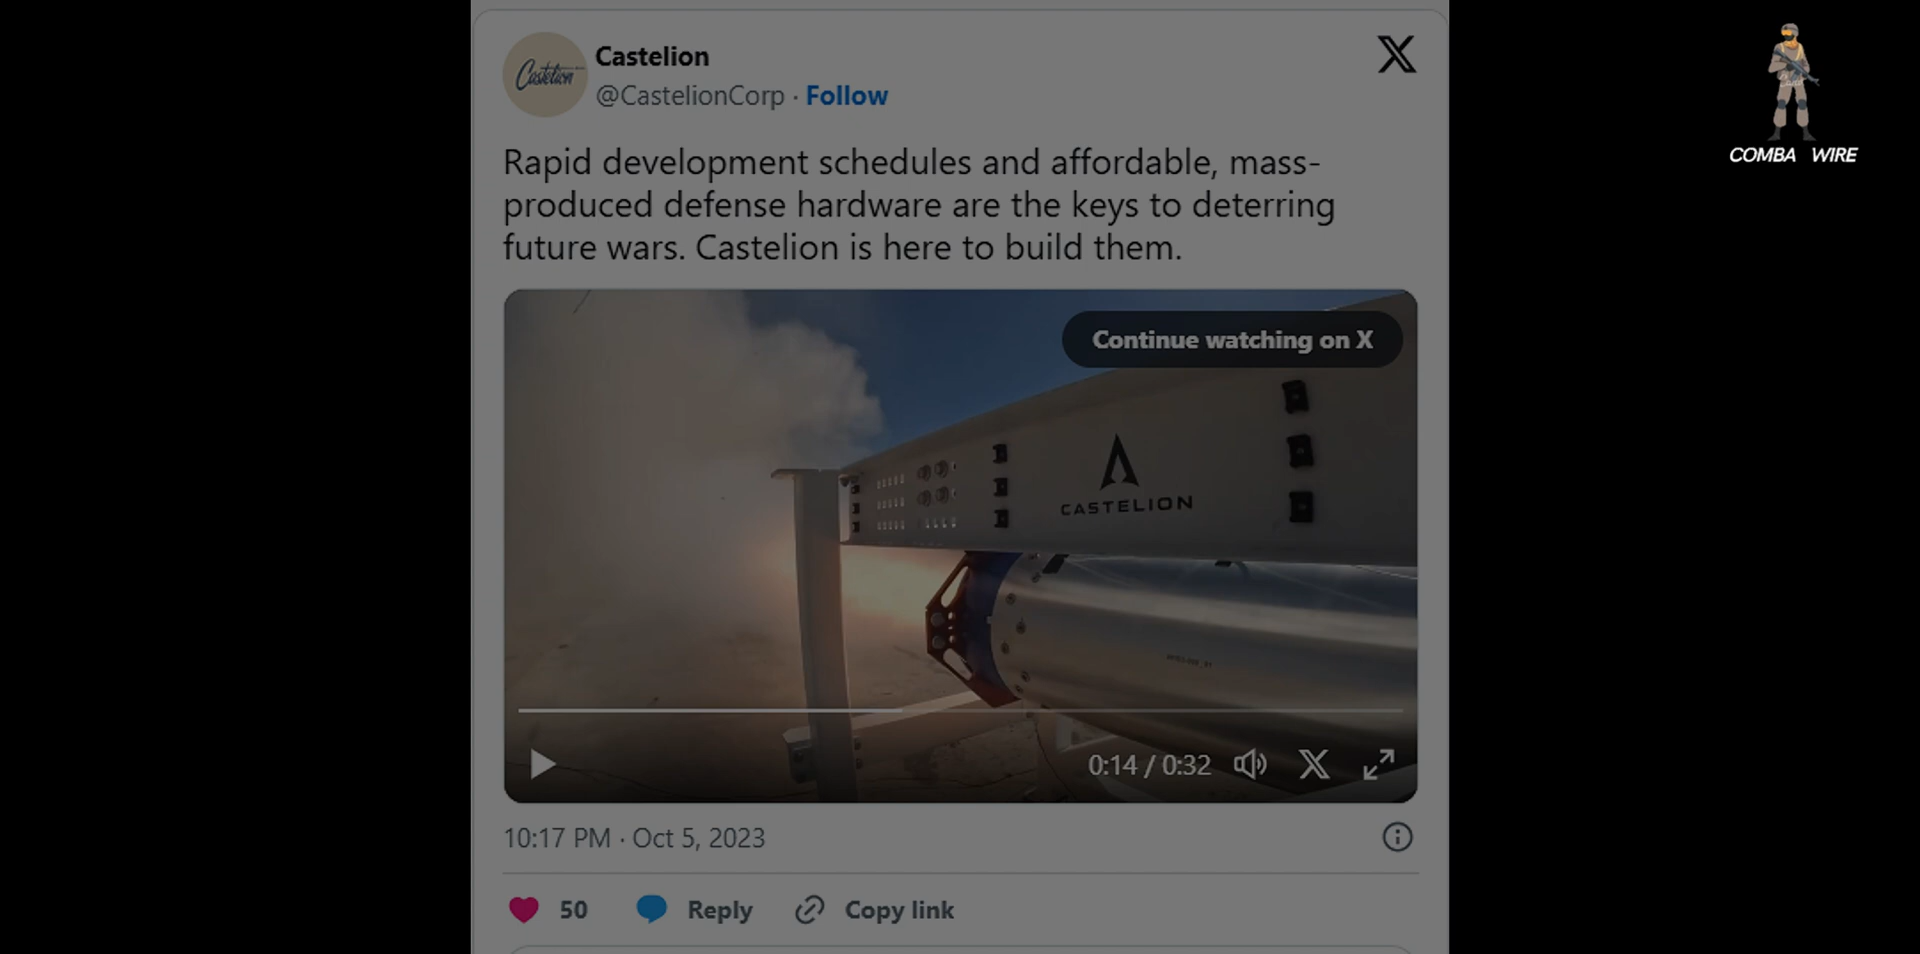 Castelion
Castelion
@CastelionCorp · Follow
COMBA WIRE
Rapid development schedules and affordable, mass-
produced defense hardware are the keys to deterring
future wars. Castelion is here to build them.
Continue watching on X
CASTELION
0:14 / 0:32
10:17 PM · Oct 5, 2023
50
Reply
Copy link